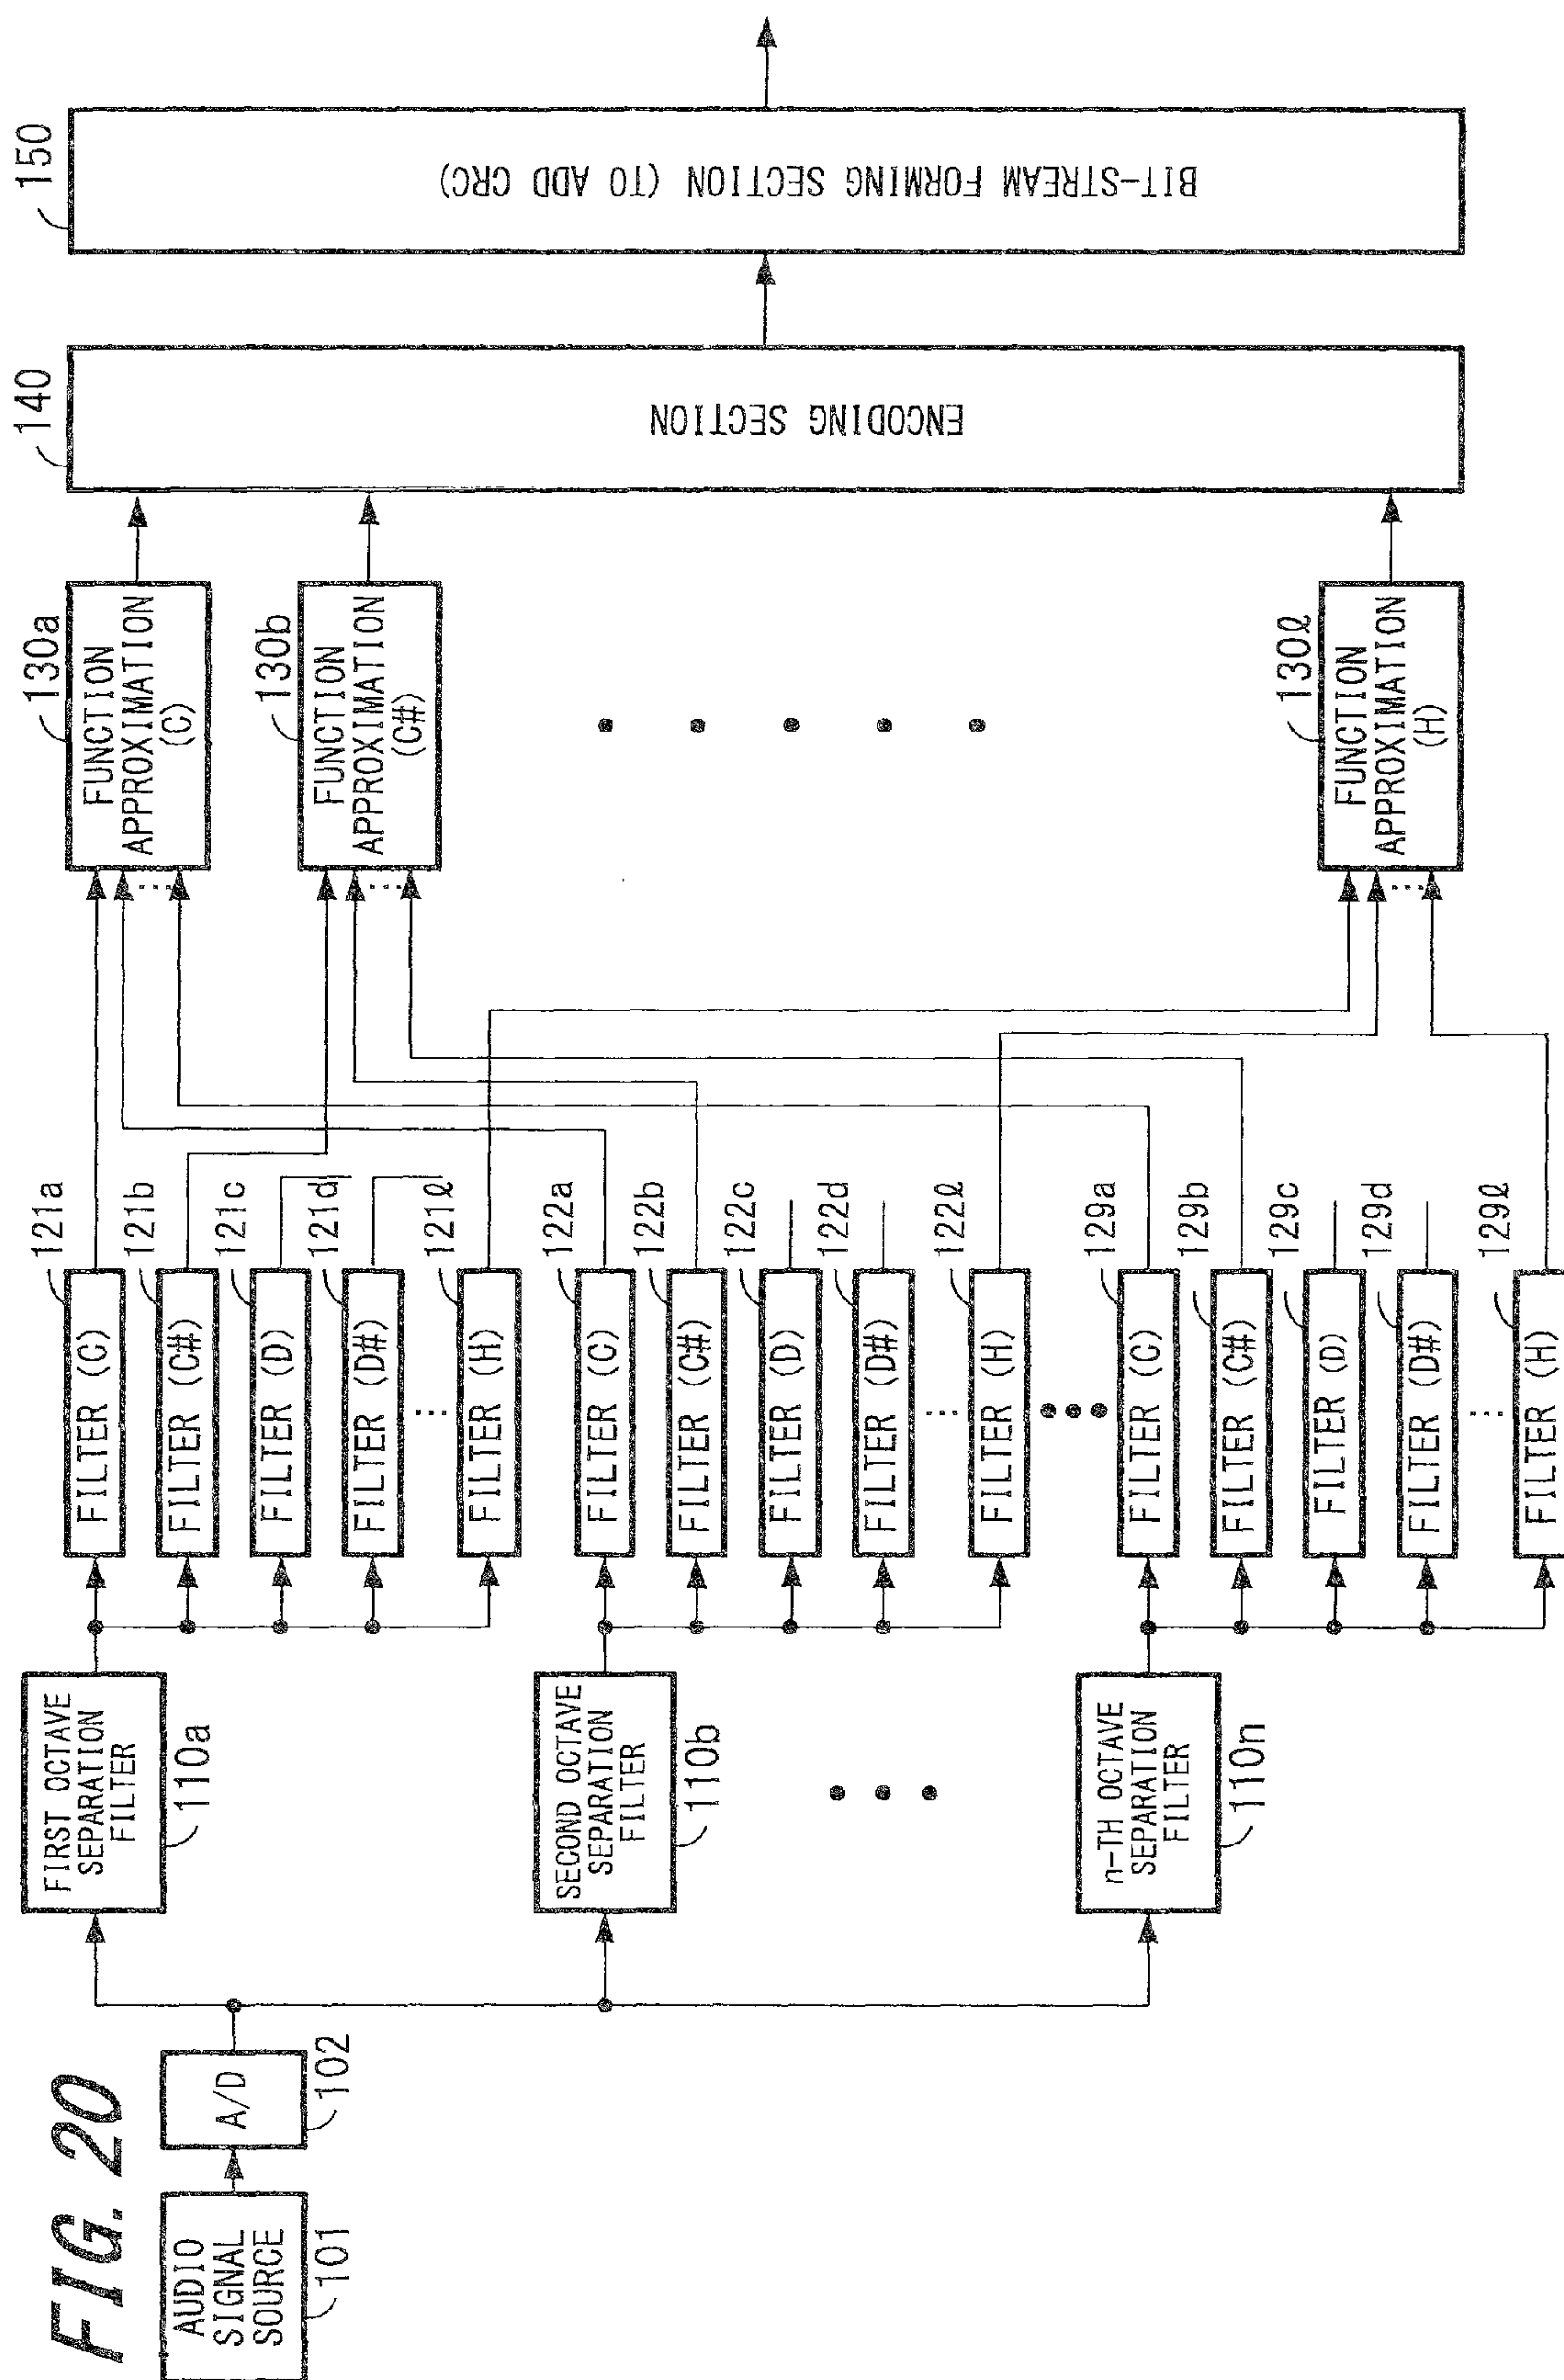 FIG. 20
AUDIO
SIGNAL
SOURCE
101
A/D
102
FIRST OCTAVE
SEPARATION
FILTER
110a
SECOND OCTAVE
SEPARATION
FILTER
110b
n-TH OCTAVE
SEPARATION
FILTER
110n
FILTER (C)
121a
FILTER (C#)
121b
FILTER (D)
121c
FILTER (D#)
121d
FILTER (H)
121ℓ
FILTER (C)
122a
FILTER (C#)
122b
FILTER (D)
122c
FILTER (D#)
122d
FILTER (H)
122ℓ
FILTER (C)
129a
FILTER (C#)
129b
FILTER (D)
129c
FILTER (D#)
129d
FILTER (H)
129ℓ
FUNCTION
APPROXIMATION
(C)
130a
FUNCTION
APPROXIMATION
(C#)
130b
FUNCTION
APPROXIMATION
(H)
130ℓ
ENCODING SECTION
140
BIT-STREAM FORMING SECTION (TO ADD CRC)
150